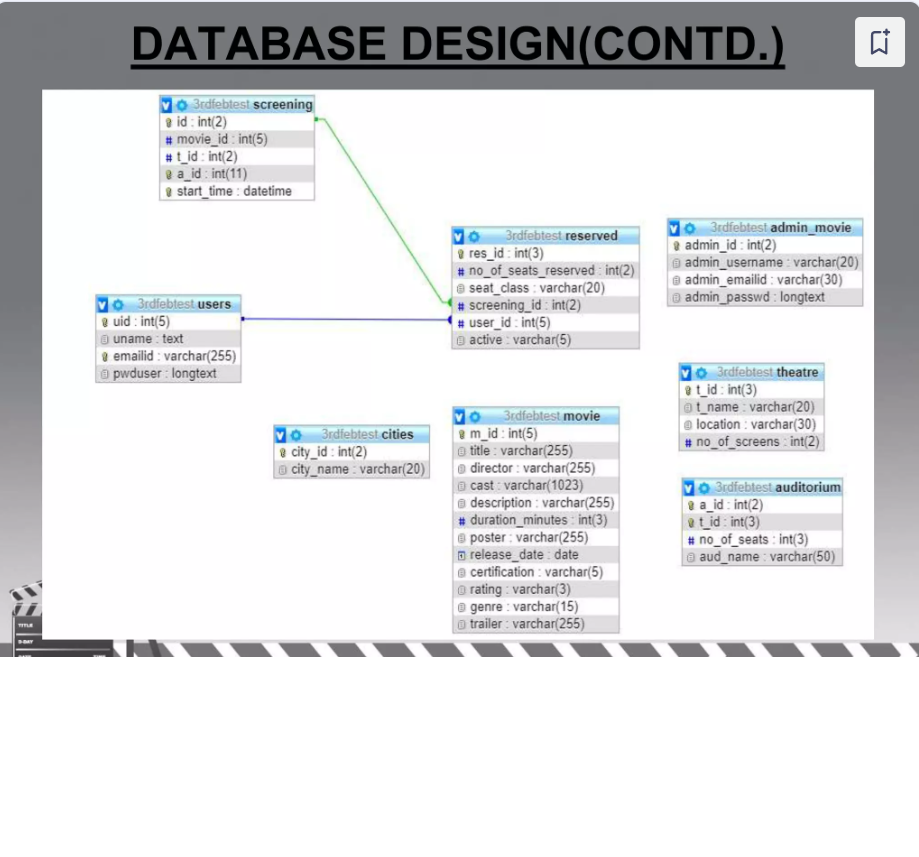 DATABASE DESIGN(CONTD.)
3rdfebtest screening
id : int(2)
movie_id : int(5)
t_id : int(2)
a_id : int(11)
start_time : datetime
3rdfebtest reserved
res_id : int(3)
no_of_seats_reserved : int(2)
seat_class : varchar(20)
screening_id : int(2)
user_id : int(5)
active : varchar(5)
3rdfebtest admin_movie
admin_id : int(2)
admin_username : varchar(20)
admin_emailid : varchar(30)
admin_passwd : longtext
3rdfebtest users
uid : int(5)
uname : text
emailid : varchar(255)
pwduser : longtext
3rdfebtest theatre
t_id : int(3)
t_name : varchar(20)
location : varchar(30)
no_of_screens : int(2)
3rdfebtest cities
city_id : int(2)
city_name : varchar(20)
3rdfebtest movie
m_id : int(5)
title : varchar(255)
director : varchar(255)
cast : varchar(1023)
description : varchar(255)
duration_minutes : int(3)
poster : varchar(255)
release_date : date
certification : varchar(5)
rating : varchar(3)
genre : varchar(15)
trailer : varchar(255)
3rdfebtest auditorium
a_id : int(2)
t_id : int(3)
no_of_seats : int(3)
aud_name : varchar(50)
TITLE